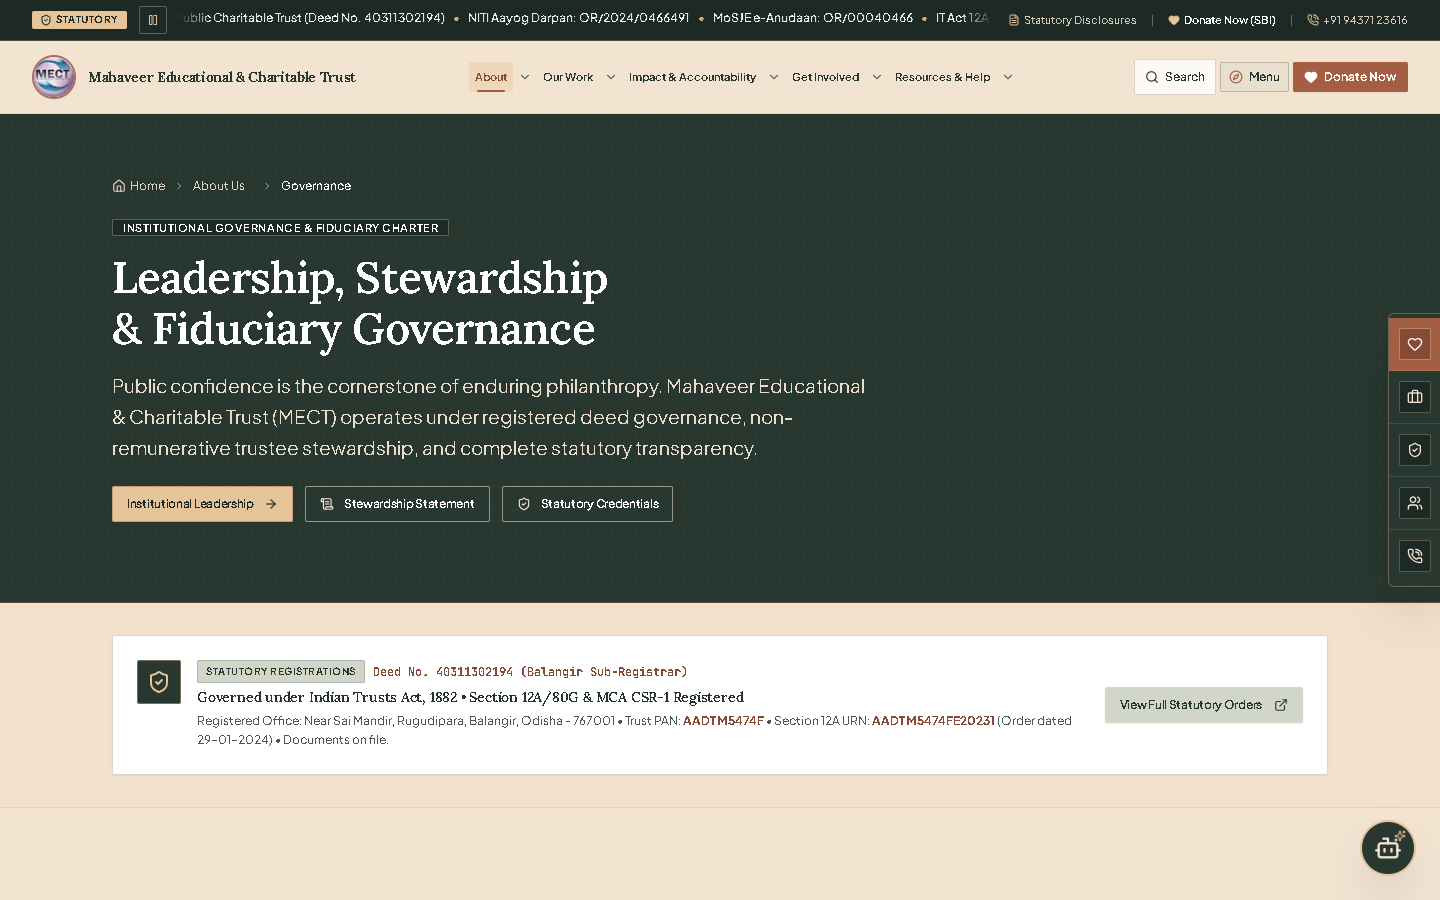 STATUTORY
Public Charitable Trust (Deed No. 40311302194) • NITI Aayog Darpan: OR/2024/0466491 • MoSJE e-Anudaan: OR/00040466 • IT Act 12A
Statutory Disclosures
Donate Now (SBI)
+91 94371 23616
MECT
Mahaveer Educational & Charitable Trust
About
Our Work
Impact & Accountability
Get Involved
Resources & Help
Search
Menu
Donate Now
Home > About Us > Governance
INSTITUTIONAL GOVERNANCE & FIDUCIARY CHARTER
Leadership, Stewardship
& Fiduciary Governance
Public confidence is the cornerstone of enduring philanthropy. Mahaveer Educational
& Charitable Trust (MECT) operates under registered deed governance, non-
remunerative trustee stewardship, and complete statutory transparency.
Institutional Leadership
Stewardship Statement
Statutory Credentials
STATUTORY REGISTRATIONS
Deed No. 40311302194 (Balangir Sub-Registrar)
Governed under Indian Trusts Act, 1882 • Section 12A/80G & MCA CSR-1 Registered
Registered Office: Near Sai Mandir, Rugudipara, Balangir, Odisha - 767001 • Trust PAN: AADTM5474F • Section 12A URN: AADTM5474FE20231 (Order dated
29-01-2024) • Documents on file.
View Full Statutory Orders